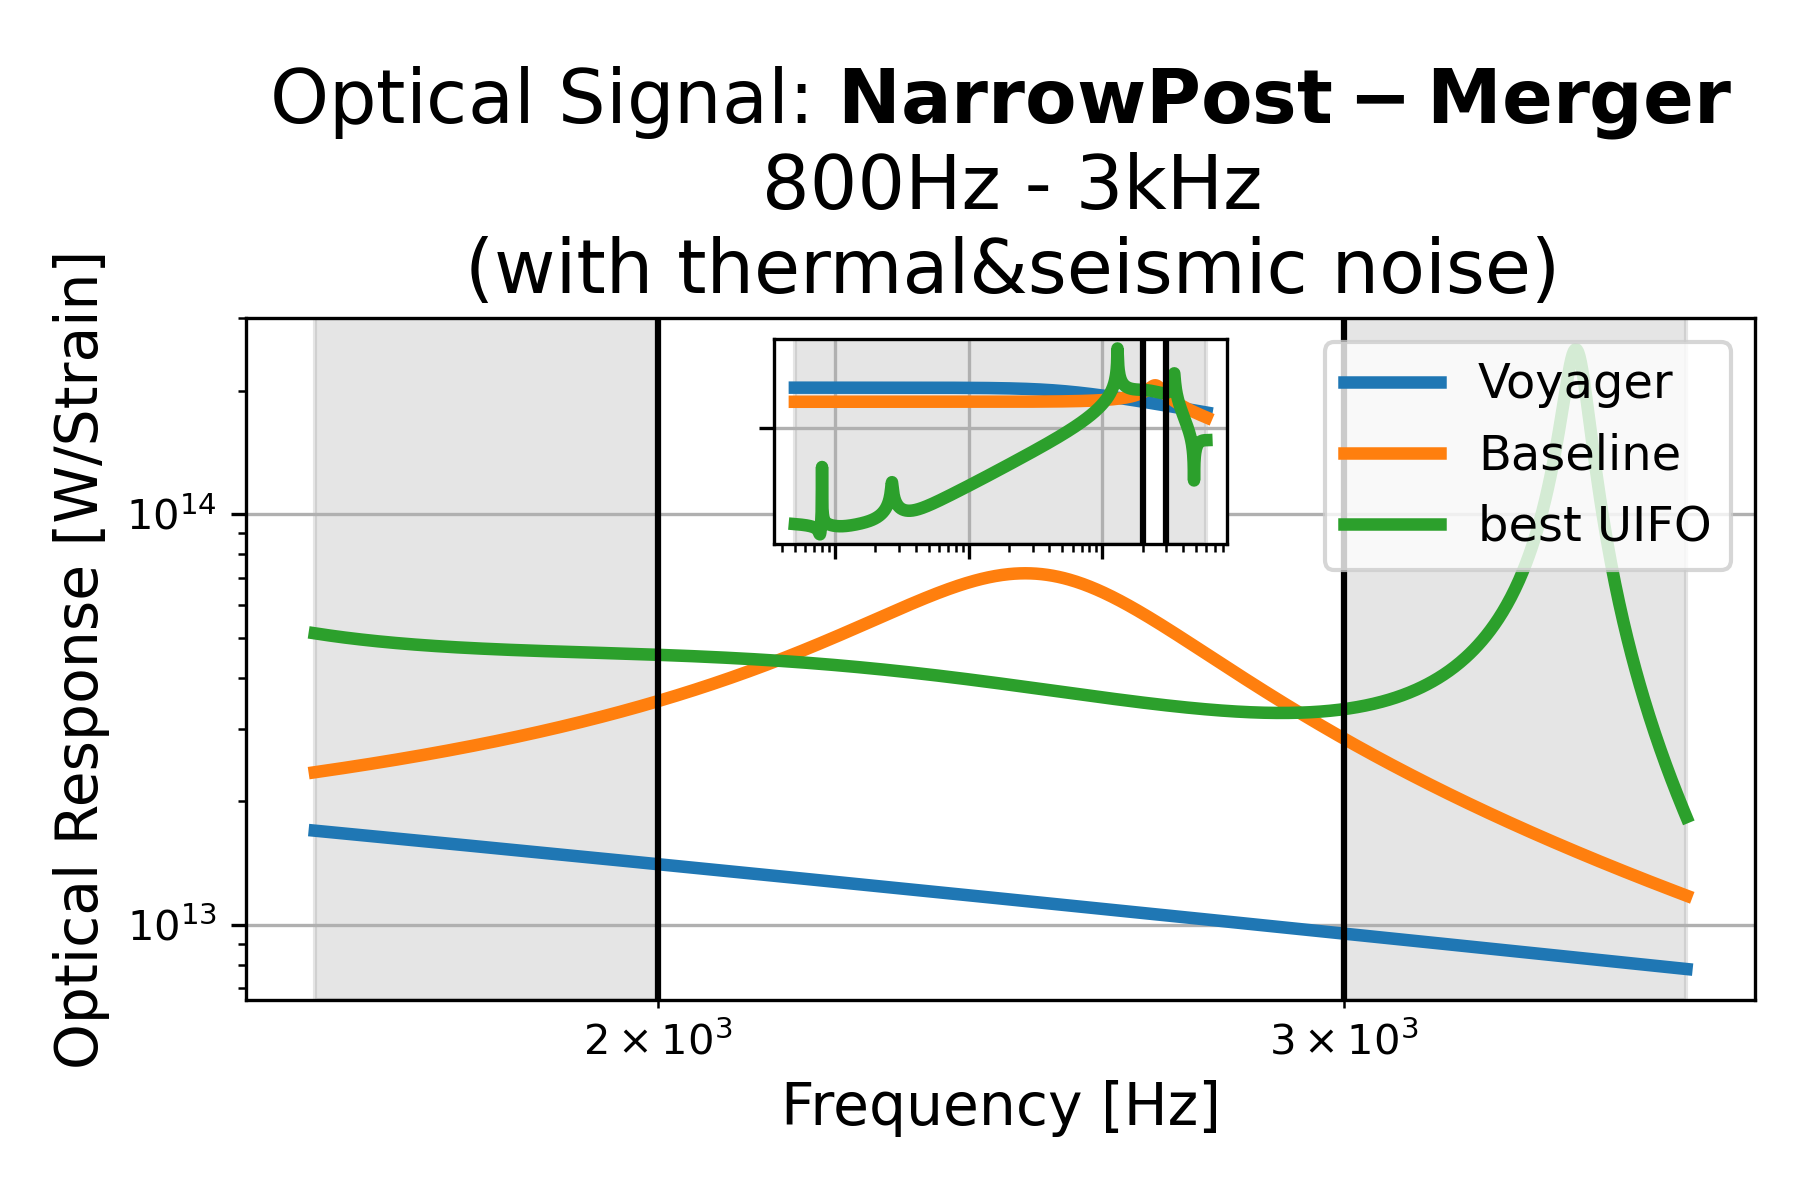 Optical Signal: NarrowPost − Merger
800Hz - 3kHz
(with thermal&seismic noise)
Optical Response [W/Strain]
10¹⁴
10¹³
Voyager
Baseline
best UIFO
2 × 10³
3 × 10³
Frequency [Hz]